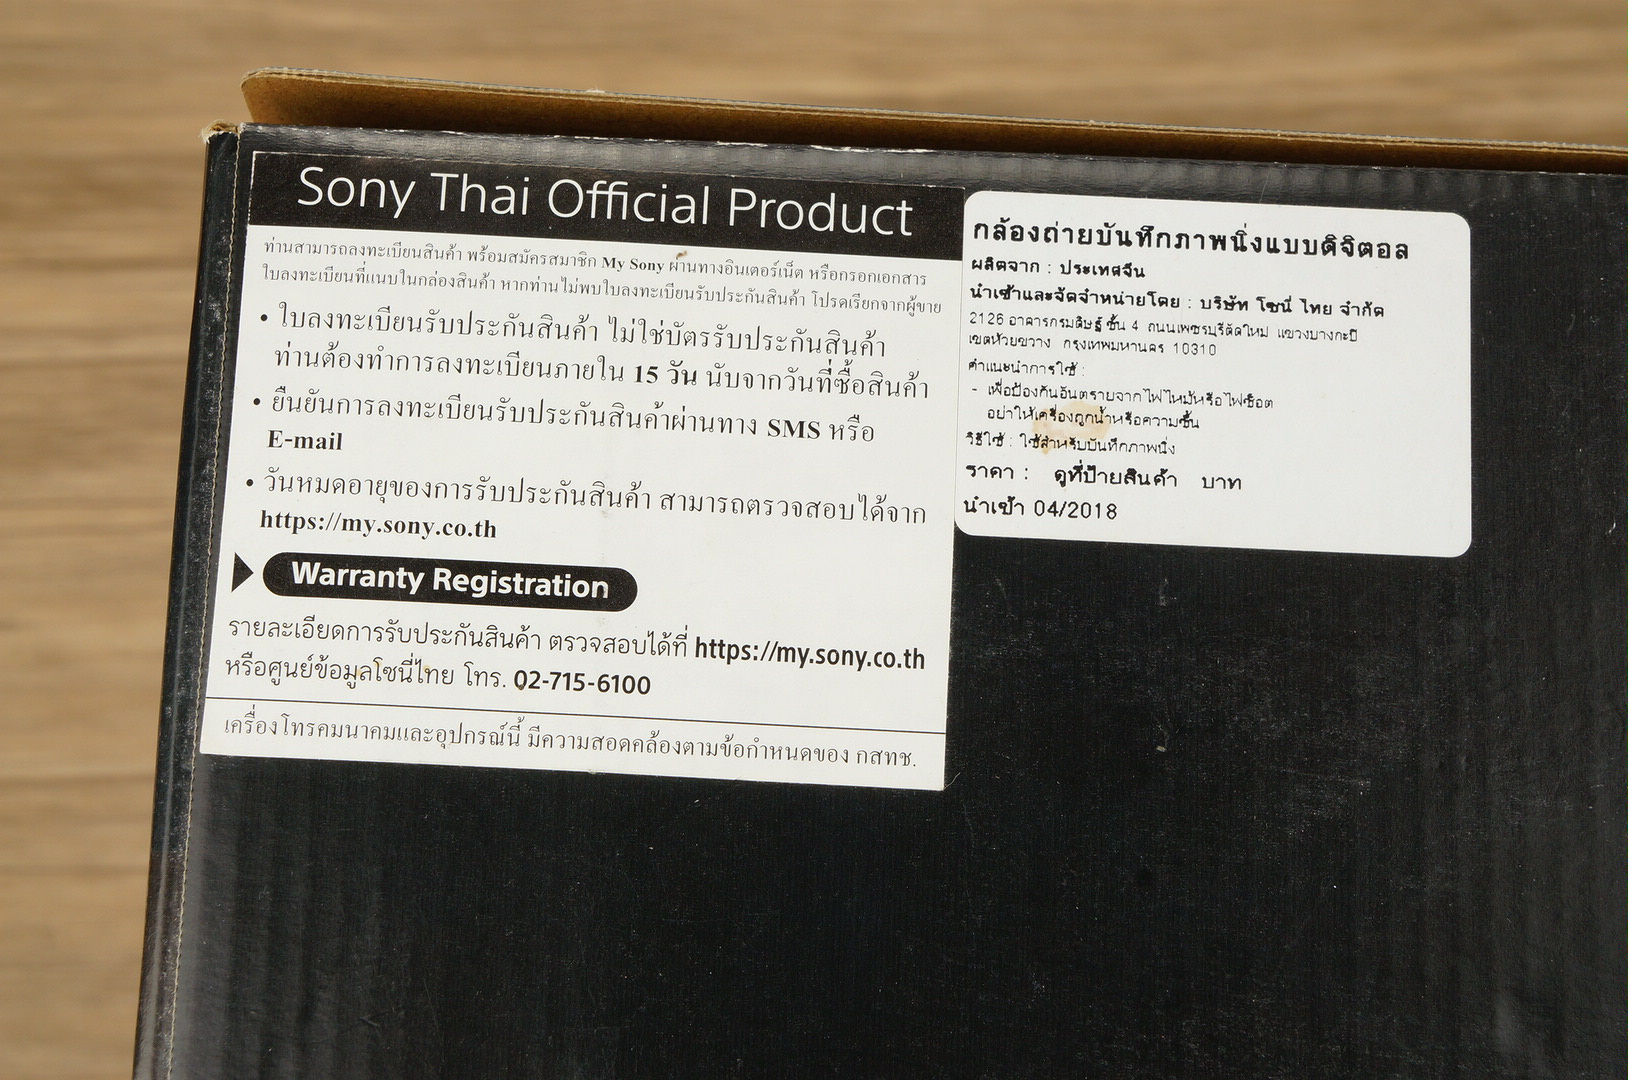 Sony Thai Official Product
ท่านสามารถลงทะเบียนสินค้า พร้อมสมัครสมาชิก My Sony ผ่านทางอินเตอร์เน็ต หรือกรอกเอกสาร
ใบลงทะเบียนที่แนบในกล่องสินค้า หากท่านไม่พบใบลงทะเบียนรับประกันสินค้า โปรดเรียกจากผู้ขาย
• ใบลงทะเบียนรับประกันสินค้า ไม่ใช่บัตรรับประกันสินค้า
ท่านต้องทำการลงทะเบียนภายใน 15 วัน นับจากวันที่ซื้อสินค้า
• ยืนยันการลงทะเบียนรับประกันสินค้าผ่านทาง SMS หรือ
E-mail
• วันหมดอายุของการรับประกันสินค้า สามารถตรวจสอบได้จาก
https://my.sony.co.th
Warranty Registration
รายละเอียดการรับประกันสินค้า ตรวจสอบได้ที่ https://my.sony.co.th
หรือศูนย์ข้อมูลโซนี่ไทย โทร. 02-715-6100
เครื่องโทรคมนาคมและอุปกรณ์นี้ มีความสอดคล้องตามข้อกำหนดของ กสทช.
กล้องถ่ายบันทึกภาพนิ่งแบบดิจิตอล
ผลิตจาก : ประเทศจีน
นำเข้าและจัดจำหน่ายโดย : บริษัท โซนี่ ไทย จำกัด
2126 อาคารกรมดิษฐ์ ชั้น 4 ถนนเพชรบุรีตัดใหม่ แขวงบางกะปิ
เขตห้วยขวาง กรุงเทพมหานคร 10310
คำแนะนำการใช้ :
- เพื่อป้องกันอันตรายจากไฟไหม้หรือไฟช็อต
อย่าให้เครื่องถูกน้ำหรือความชื้น
วิธีใช้ : ใช้สำหรับบันทึกภาพนิ่ง
ราคา : ดูที่ป้ายสินค้า บาท
นำเข้า 04/2018